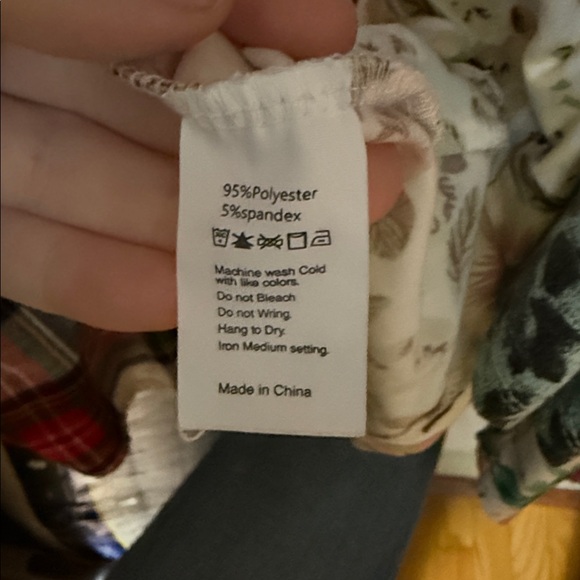 95%Polyester
5%spandex
Machine wash Cold
with like colors.
Do not Bleach
Do not Wring.
Hang to Dry.
Iron Medium setting.
Made in China